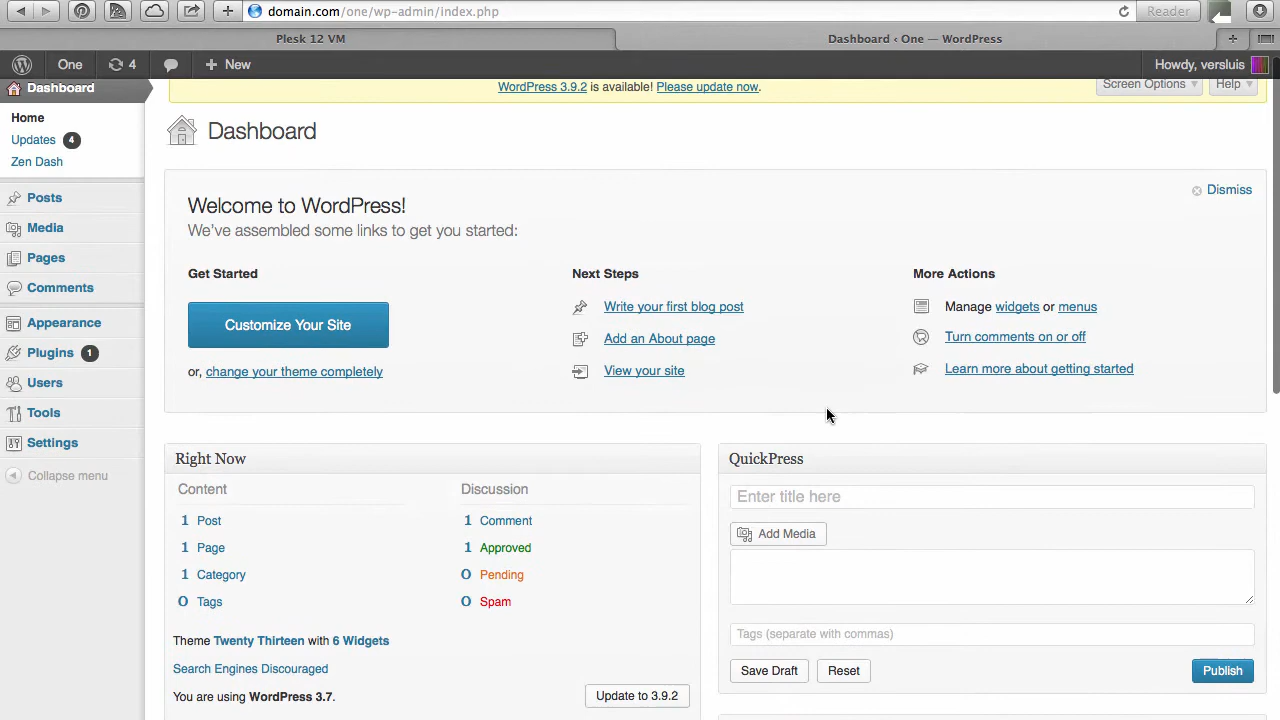 domain.com/one/wp-admin/index.php
Reader
Plesk 12 VM
Dashboard ‹ One — WordPress
One
4
New
Howdy, versluis
Dashboard
WordPress 3.9.2 is available! Please update now.
Screen Options
Help
Home
Updates 4
Zen Dash
Posts
Media
Pages
Comments
Appearance
Plugins 1
Users
Tools
Settings
Collapse menu
Dashboard
Dismiss
Welcome to WordPress!
We've assembled some links to get you started:
Get Started
Customize Your Site
or, change your theme completely
Next Steps
Write your first blog post
Add an About page
View your site
More Actions
Manage widgets or menus
Turn comments on or off
Learn more about getting started
Right Now
Content
1 Post
1 Page
1 Category
0 Tags
Discussion
1 Comment
1 Approved
0 Pending
0 Spam
Theme Twenty Thirteen with 6 Widgets
Search Engines Discouraged
You are using WordPress 3.7.
Update to 3.9.2
QuickPress
Enter title here
Add Media
Tags (separate with commas)
Save Draft
Reset
Publish